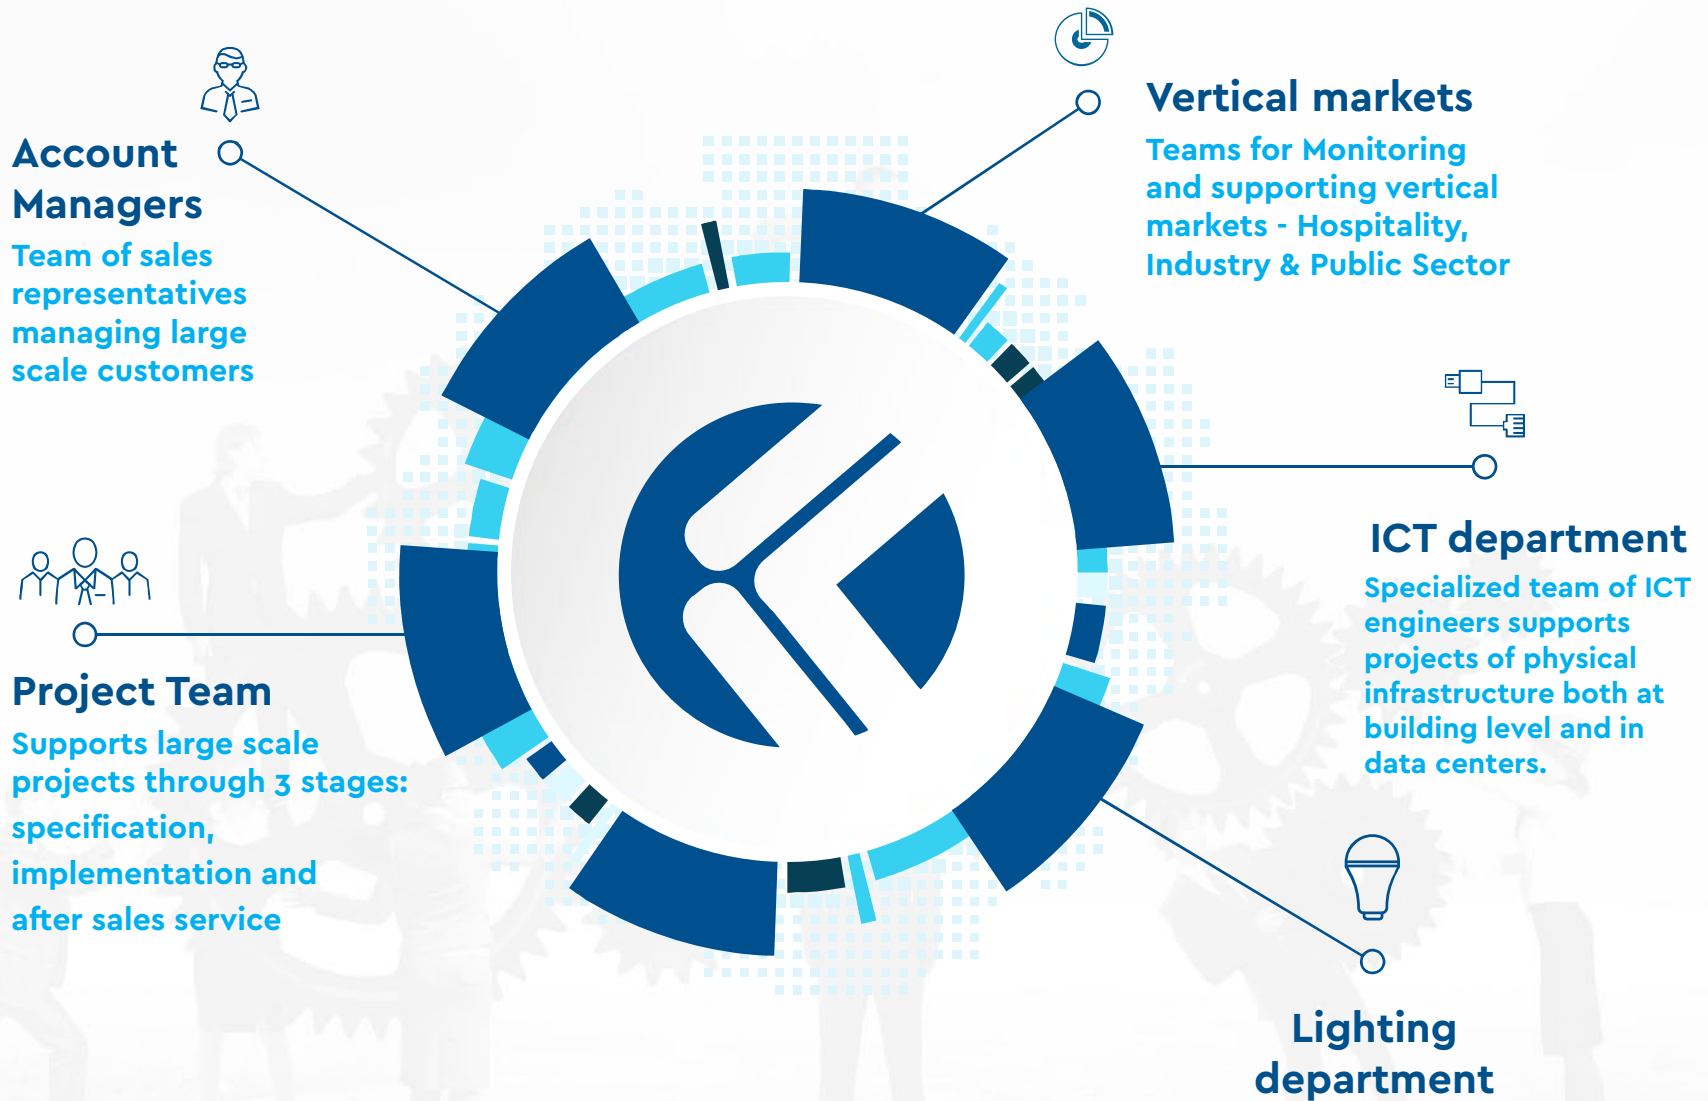 Account
Managers
Team of sales
representatives
managing large
scale customers
Vertical markets
Teams for Monitoring
and supporting vertical
markets - Hospitality,
Industry & Public Sector
ICT department
Specialized team of ICT
engineers supports
projects of physical
infrastructure both at
building level and in
data centers.
Project Team
Supports large scale
projects through 3 stages:
specification,
implementation and
after sales service
Lighting
department